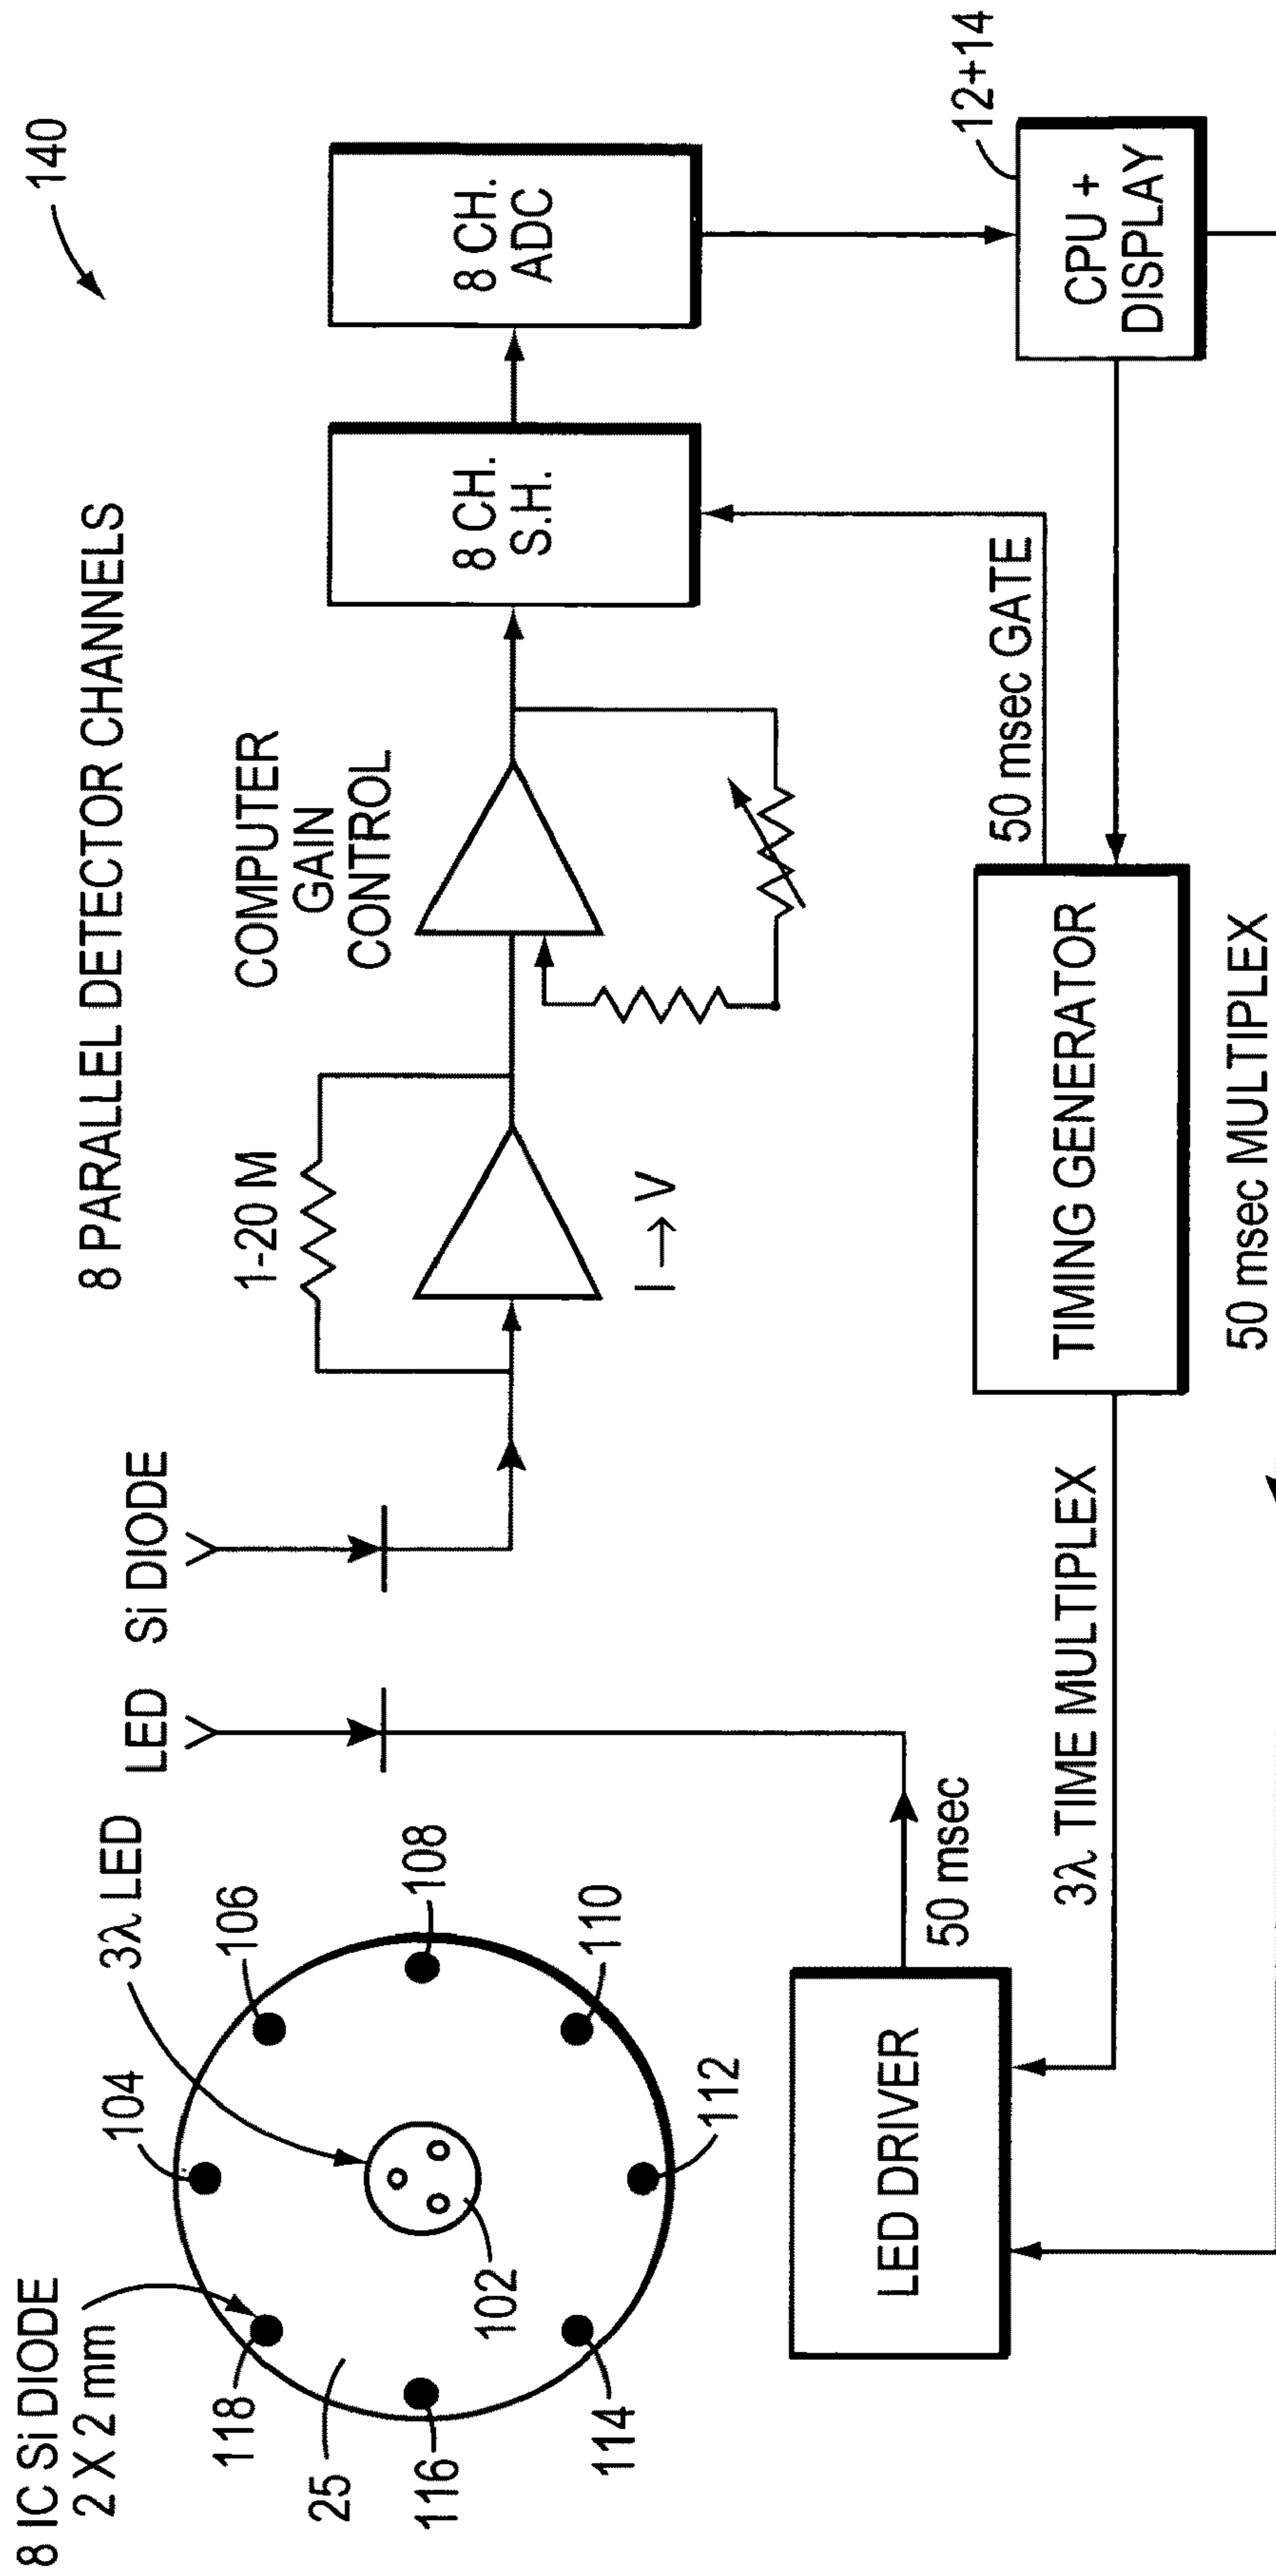 140
8 PARALLEL DETECTOR CHANNELS
8 IC Si DIODE
2 X 2 mm
3λ LED
LED
Si DIODE
1-20 M
I → V
COMPUTER
GAIN
CONTROL
8 CH.
S.H.
8 CH.
ADC
118
104
106
108
25
116
102
110
114
112
LED DRIVER
50 msec
3λ TIME MULTIPLEX
TIMING GENERATOR
50 msec GATE
12+14
CPU +
DISPLAY
50 msec MULTIPLEX